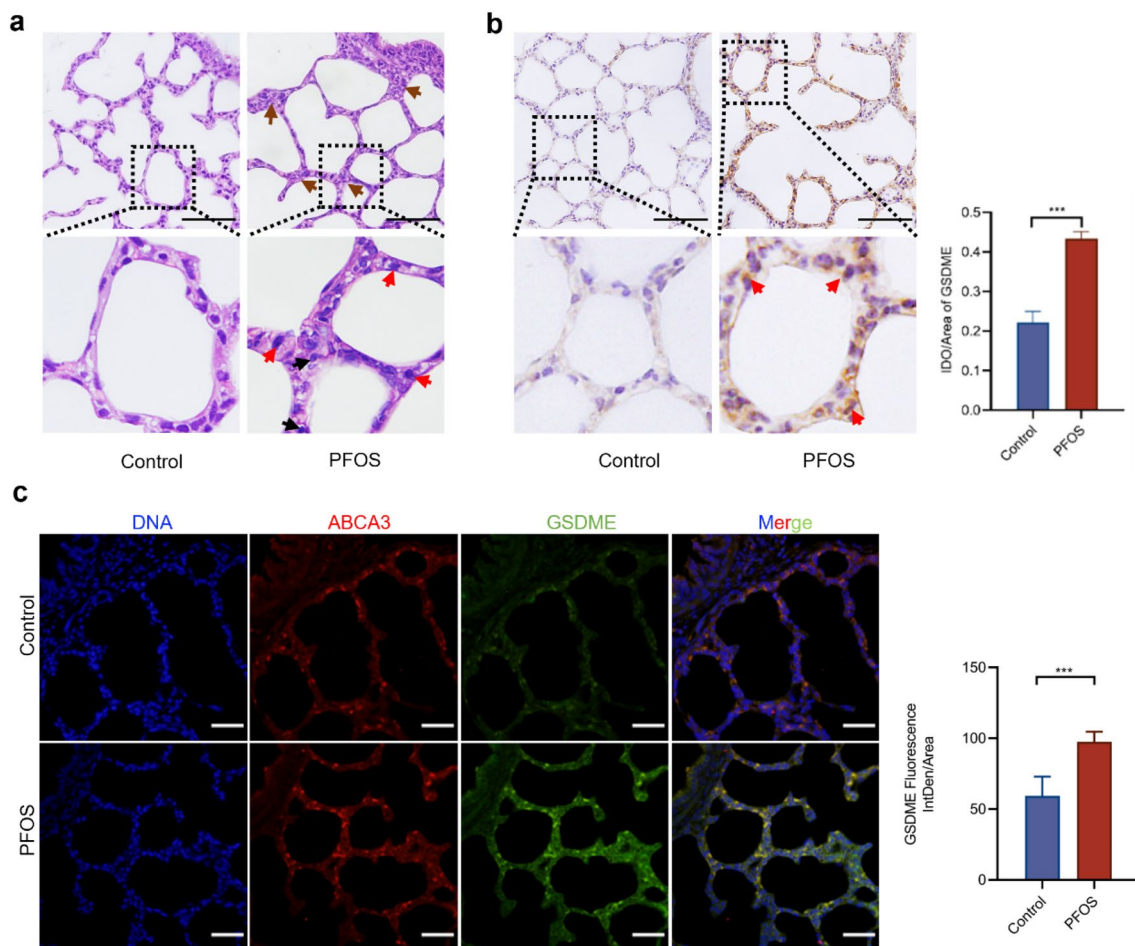 a
b
Control
PFOS
Control
PFOS
0.5
0.4
0.3
0.2
0.1
0.0
IDO/Area of GSDME
***
Control
PFOS
c
DNA
ABCA3
GSDME
Merge
Control
PFOS
150
100
50
0
GSDME Fluorescence
IntDen/Area
***
Control
PFOS